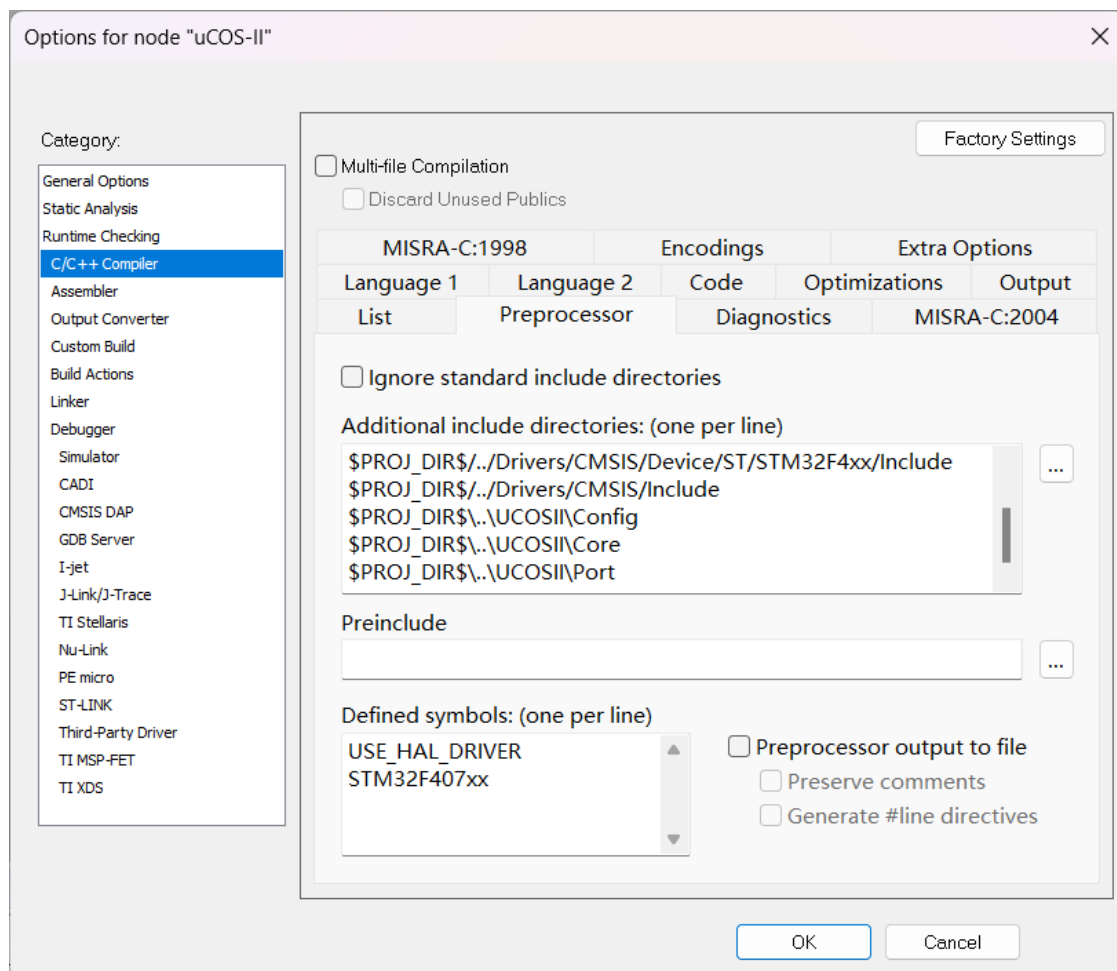 Options for node "uCOS-II"
Category:
General Options
Static Analysis
Runtime Checking
C/C++ Compiler
Assembler
Output Converter
Custom Build
Build Actions
Linker
Debugger
Simulator
CADI
CMSIS DAP
GDB Server
I-jet
J-Link/J-Trace
TI Stellaris
Nu-Link
PE micro
ST-LINK
Third-Party Driver
TI MSP-FET
TI XDS
Factory Settings
Multi-file Compilation
Discard Unused Publics
MISRA-C:1998 Encodings Extra Options
Language 1 Language 2 Code Optimizations Output
List Preprocessor Diagnostics MISRA-C:2004
Ignore standard include directories
Additional include directories: (one per line)
$PROJ_DIR$/../Drivers/CMSIS/Device/ST/STM32F4xx/Include
$PROJ_DIR$/../Drivers/CMSIS/Include
$PROJ_DIR$\..\UCOSII\Config
$PROJ_DIR$\..\UCOSII\Core
$PROJ_DIR$\..\UCOSII\Port
...
Preinclude
...
Defined symbols: (one per line)
USE_HAL_DRIVER
STM32F407xx
Preprocessor output to file
Preserve comments
Generate #line directives
OK Cancel